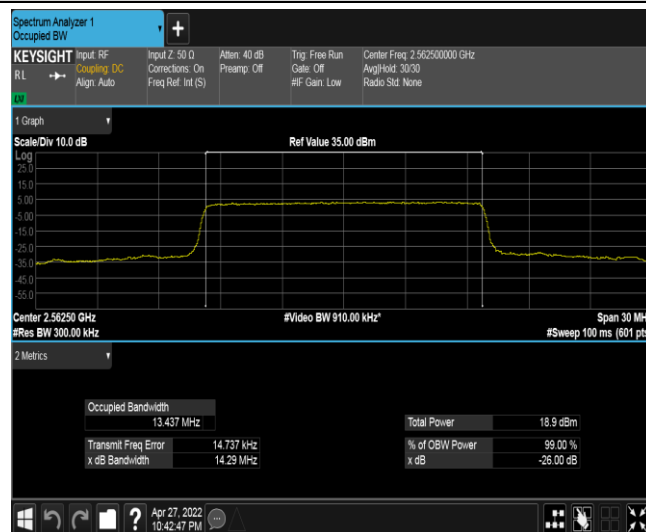 Spectrum Analyzer 1
Occupied BW
+
KEYSIGHT Input: RF Input Z: 50 Ω Atten: 40 dB Trig: Free Run Center Freq: 2.562500000 GHz
RL Coupling: DC Corrections: On Preamp: Off Gate: Off Avg|Hold: 30/30
Align: Auto Freq Ref: Int (S) #IF Gain: Low Radio Std: None
1 Graph
Scale/Div 10.0 dB Ref Value 35.00 dBm
Log
25.0
15.0
5.00
-5.00
-15.0
-25.0
-35.0
-45.0
-55.0
Center 2.56250 GHz #Video BW 910.00 kHz* Span 30 MH
#Res BW 300.00 kHz #Sweep 100 ms (601 pts
2 Metrics
Occupied Bandwidth
13.437 MHz Total Power 18.9 dBm
Transmit Freq Error 14.737 kHz % of OBW Power 99.00 %
x dB Bandwidth 14.29 MHz x dB -26.00 dB
? Apr 27, 2022
10:42:47 PM